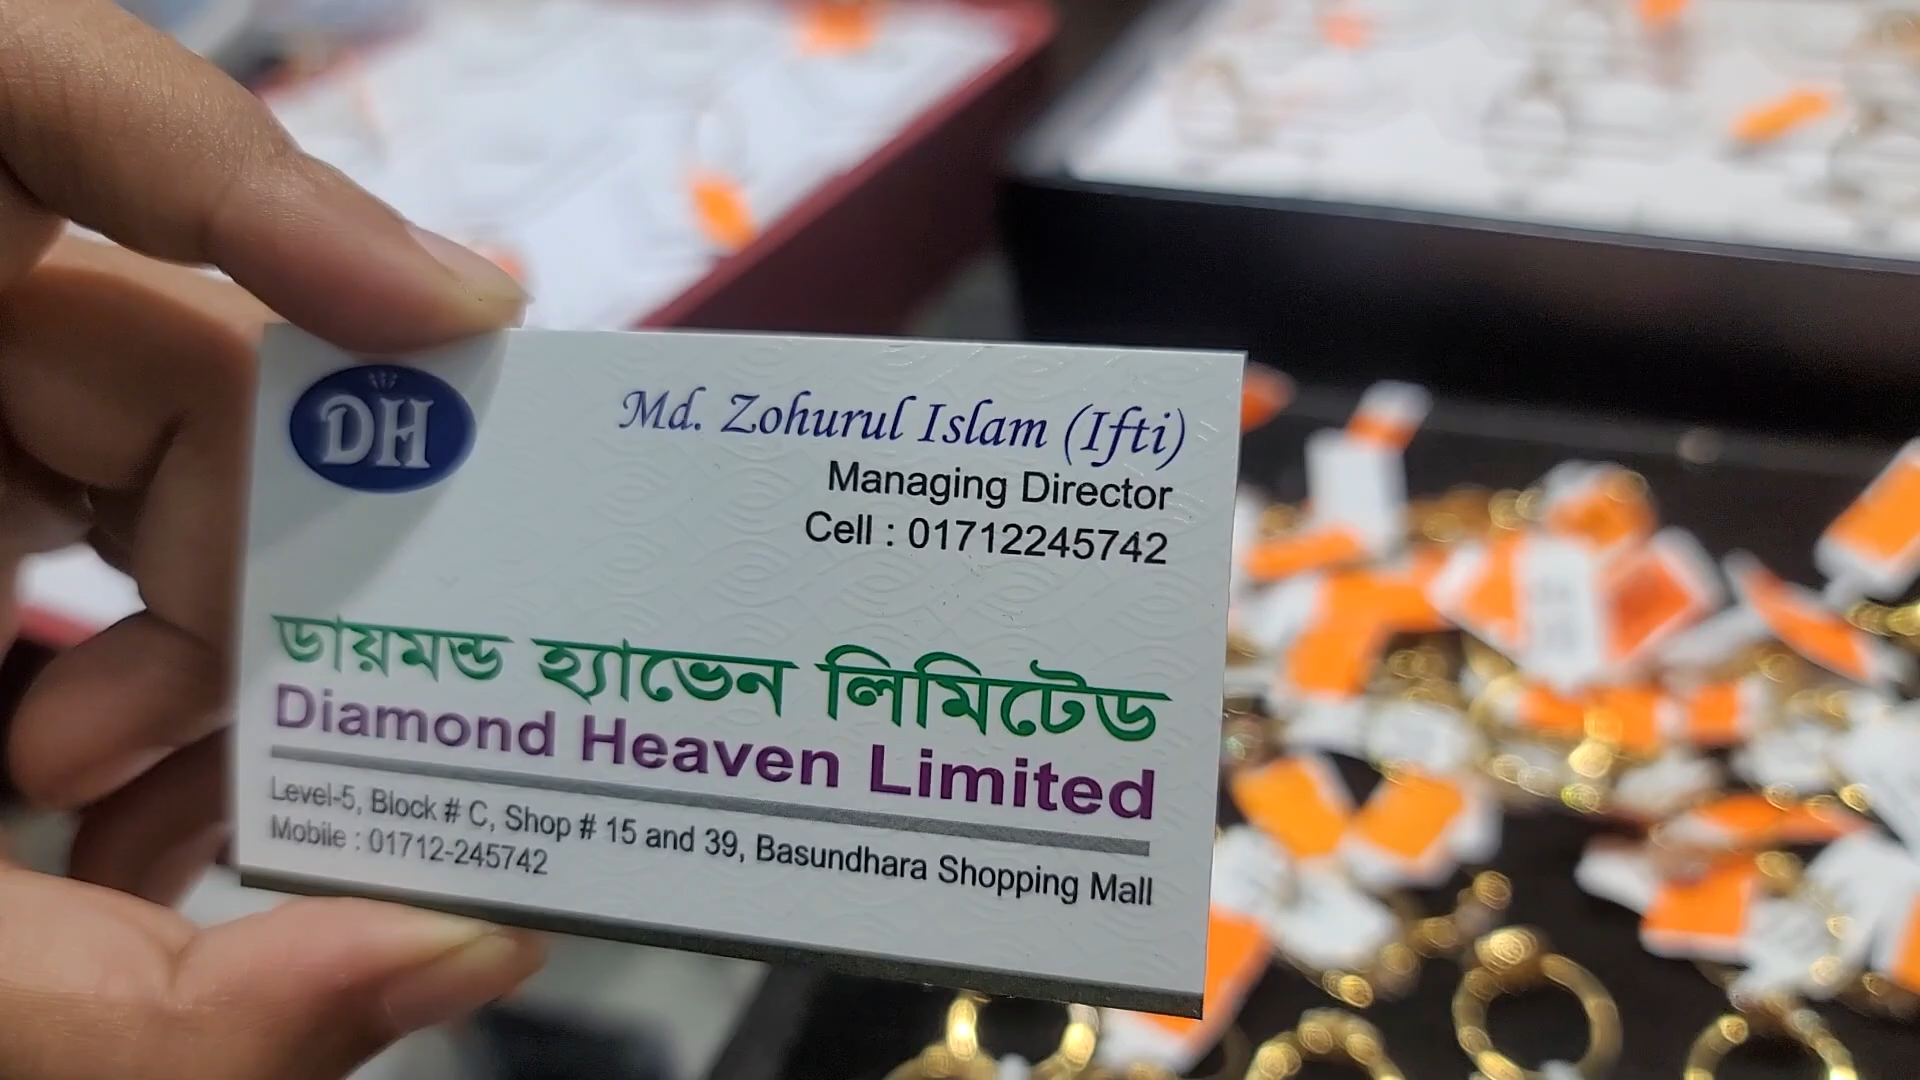 DH
Md. Zohurul Islam (Ifti)
Managing Director
Cell : 01712245742
ডায়মন্ড হ্যাভেন লিমিটেড
Diamond Heaven Limited
Level-5, Block # C, Shop # 15 and 39, Basundhara Shopping Mall
Mobile : 01712-245742